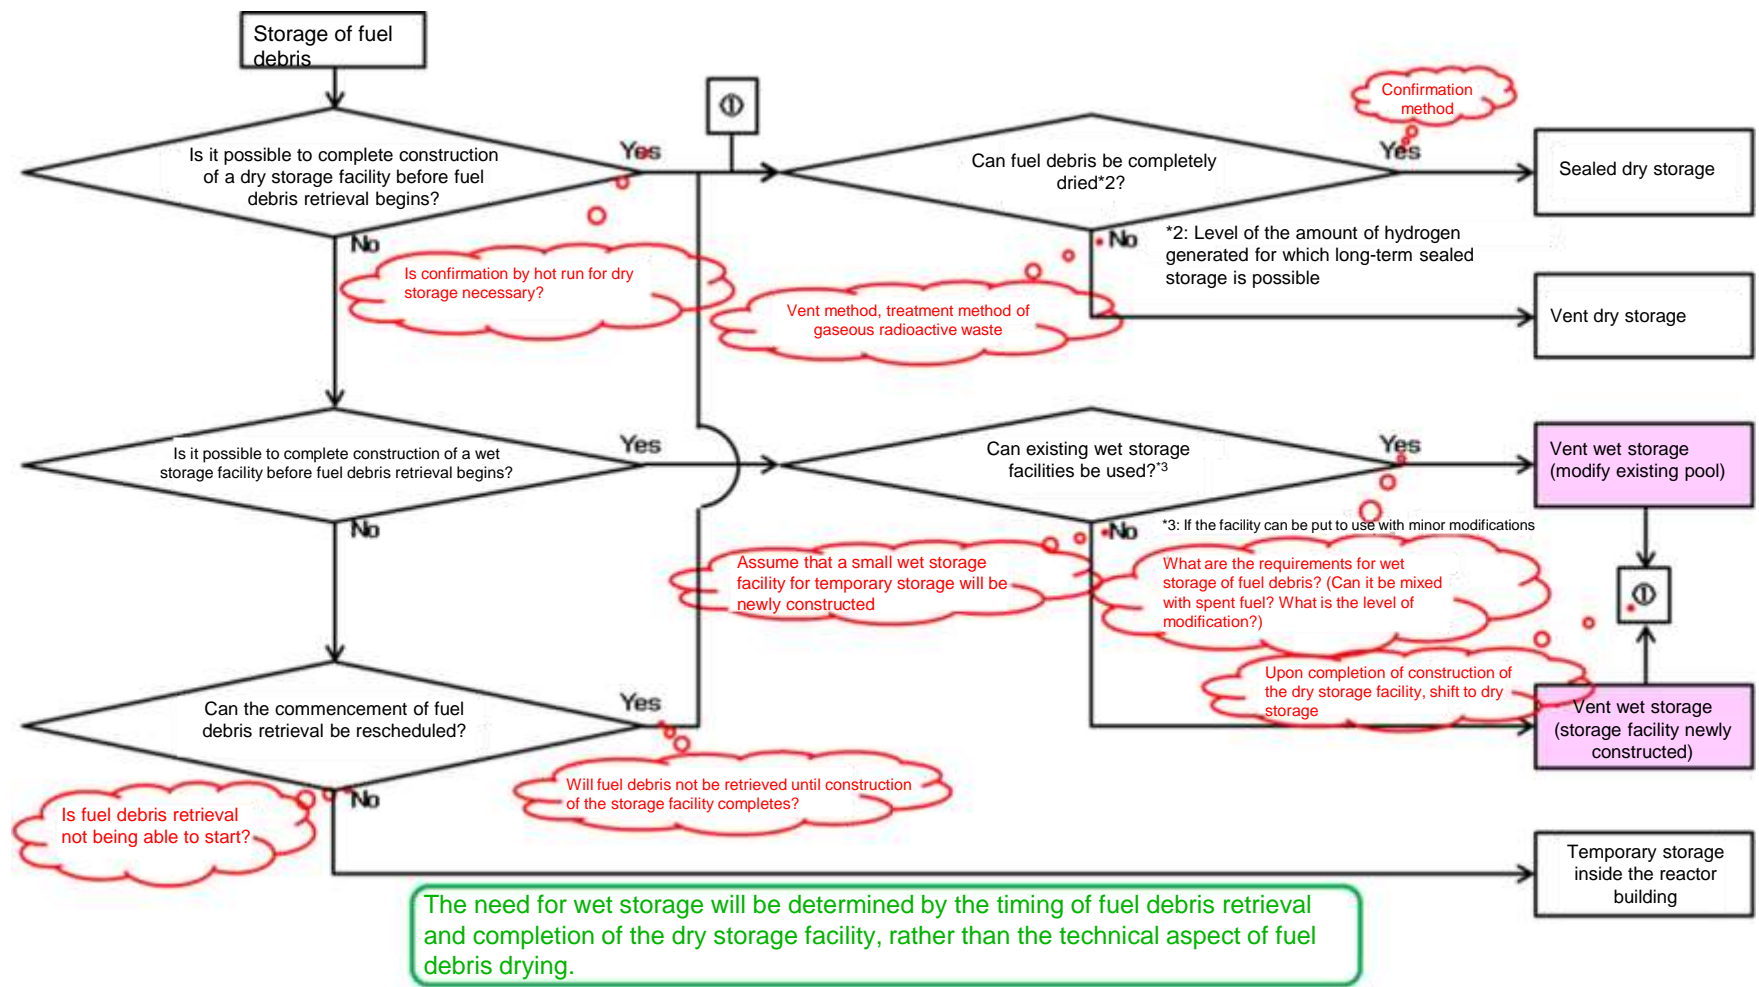 Storage of fuel
debris
①
Confirmation
method
Is it possible to complete construction
of a dry storage facility before fuel
debris retrieval begins?
Yes
No
Can fuel debris be completely
dried*2?
Yes
No
Sealed dry storage
*2: Level of the amount of hydrogen
generated for which long-term sealed
storage is possible
Is confirmation by hot run for dry
storage necessary?
Vent method, treatment method of
gaseous radioactive waste
Vent dry storage
Is it possible to complete construction of a wet
storage facility before fuel debris retrieval begins?
Yes
No
Can existing wet storage
facilities be used?*3
Yes
No
Vent wet storage
(modify existing pool)
*3: If the facility can be put to use with minor modifications
Assume that a small wet storage
facility for temporary storage will be
newly constructed
What are the requirements for wet
storage of fuel debris? (Can it be mixed
with spent fuel? What is the level of
modification?)
①
Upon completion of construction of
the dry storage facility, shift to dry
storage
Vent wet storage
(storage facility newly
constructed)
Can the commencement of fuel
debris retrieval be rescheduled?
Yes
No
Will fuel debris not be retrieved until construction
of the storage facility completes?
Is fuel debris retrieval
not being able to start?
Temporary storage
inside the reactor
building
The need for wet storage will be determined by the timing of fuel debris retrieval
and completion of the dry storage facility, rather than the technical aspect of fuel
debris drying.